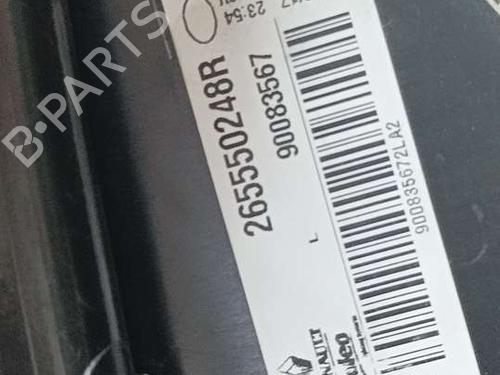 23:54
265550248R
90083567
L
900835672LA2
RENAULT
Valeo
B-PARTS